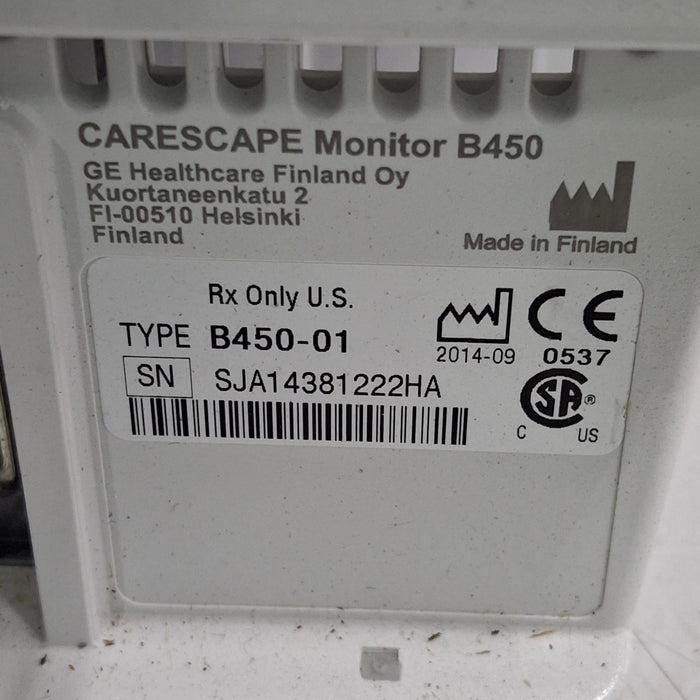 CARESCAPE Monitor B450
GE Healthcare Finland Oy
Kuortaneenkatu 2
FI-00510 Helsinki
Finland
Made in Finland
Rx Only U.S.
TYPE B450-01
2014-09
CE 0537
SN SJA14381222HA
SA ®
C US